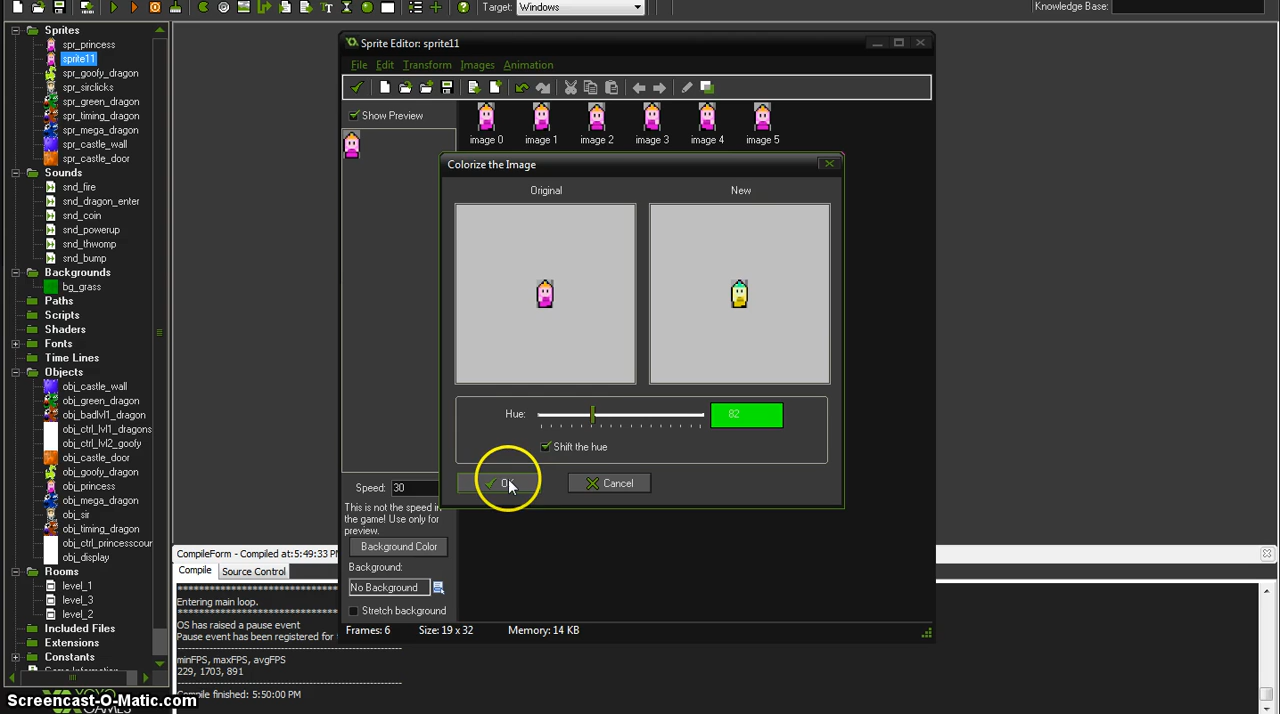 Target: Windows
Knowledge Base:
Sprites
spr_princess
sprite11
spr_goofy_dragon
spr_sirclicks
spr_green_dragon
spr_timing_dragon
spr_mega_dragon
spr_castle_wall
spr_castle_door
Sounds
snd_fire
snd_dragon_enter
snd_coin
snd_powerup
snd_thwomp
snd_bump
Backgrounds
bg_grass
Paths
Scripts
Shaders
Fonts
Time Lines
Objects
obj_castle_wall
obj_green_dragon
obj_badlvl1_dragons
obj_ctrl_lvl1_dragons
obj_ctrl_lvl2_goofy
obj_castle_door
obj_goofy_dragon
obj_princess
obj_mega_dragon
obj_sir
obj_timing_dragon
obj_ctrl_princesscour
obj_display
Rooms
level_1
level_3
level_2
Included Files
Extensions
Constants
Sprite Editor: sprite11
File Edit Transform Images Animation
Show Preview
image 0 image 1 image 2 image 3 image 4 image 5
Colorize the Image
Original New
Hue: 82
Shift the hue
OK Cancel
Speed: 30
This is not the speed in
the game! Use only for
preview.
Background Color
Background:
No Background
Stretch background
Frames: 6 Size: 19 x 32 Memory: 14 KB
CompileForm - Compiled at:5:49:33 P
Compile Source Control
Entering main loop.
OS has raised a pause event
Pause event has been registered for
minFPS, maxFPS, avgFPS
229, 1703, 891
Compile finished: 5:50:00 PM
YOYO
GAMES
Screencast-O-Matic.com